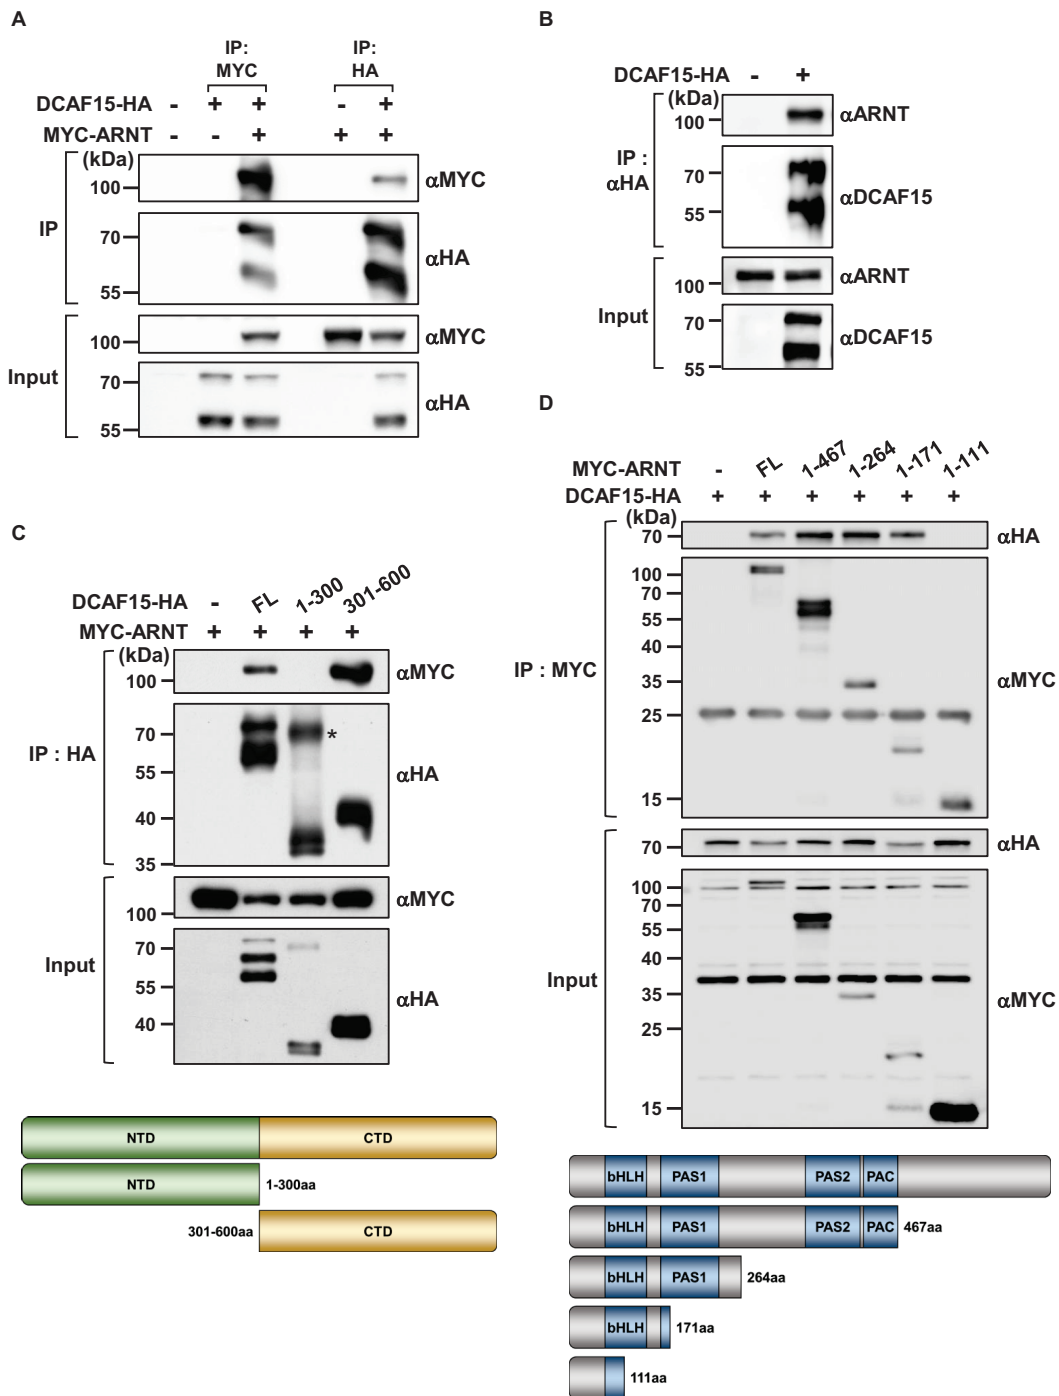 A
IP:
MYC
IP:
HA
DCAF15-HA - + + - +
MYC-ARNT - - + + +
(kDa)
IP
100
αMYC
70
55
αHA
Input
100
αMYC
70
55
αHA
B
DCAF15-HA - +
(kDa)
IP :
αHA
100
αARNT
70
55
αDCAF15
Input
100
αARNT
70
55
αDCAF15
C
DCAF15-HA - FL 1-300 301-600
MYC-ARNT + + + +
(kDa)
IP : HA
100
αMYC
70
55
40
35
*
αHA
Input
100
αMYC
70
55
40
αHA
NTD CTD
NTD 1-300aa
301-600aa CTD
D
MYC-ARNT - FL 1-467 1-264 1-171 1-111
DCAF15-HA + + + + + +
(kDa)
IP : MYC
70
αHA
100
70
55
40
35
25
15
αMYC
Input
70
αHA
100
70
55
40
35
25
15
αMYC
bHLH PAS1 PAS2 PAC
bHLH PAS1 PAS2 PAC 467aa
bHLH PAS1 264aa
bHLH 171aa
111aa